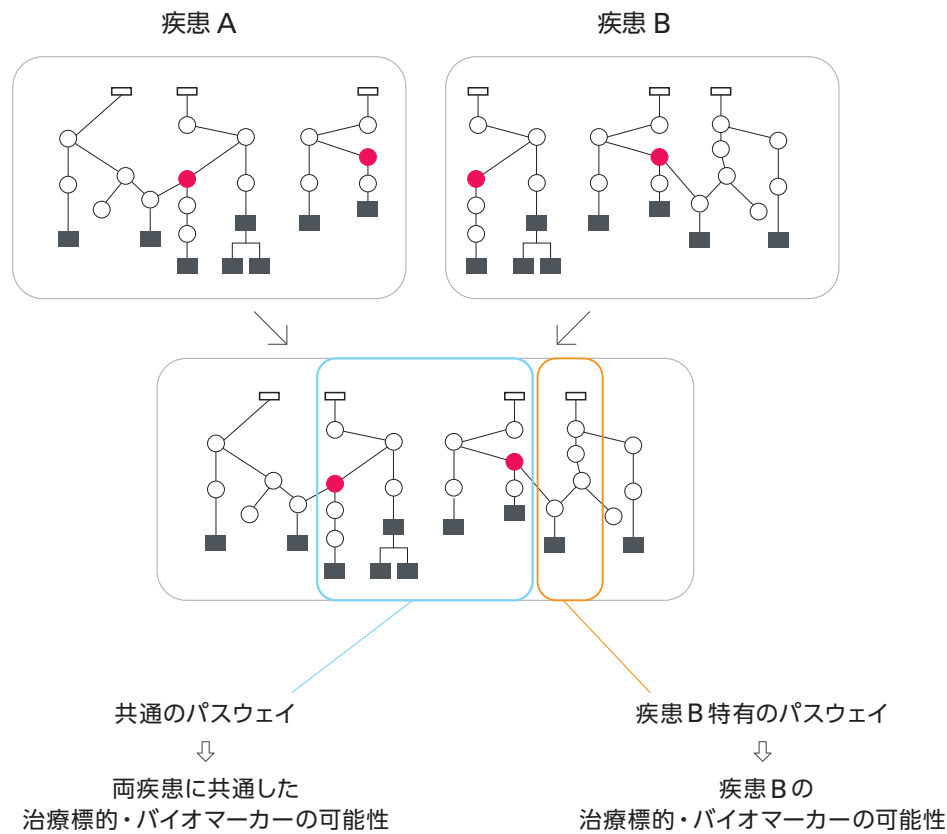 疾患 A
疾患 B
共通のパスウェイ
疾患B特有のパスウェイ
両疾患に共通した
治療標的・バイオマーカーの可能性
疾患Bの
治療標的・バイオマーカーの可能性